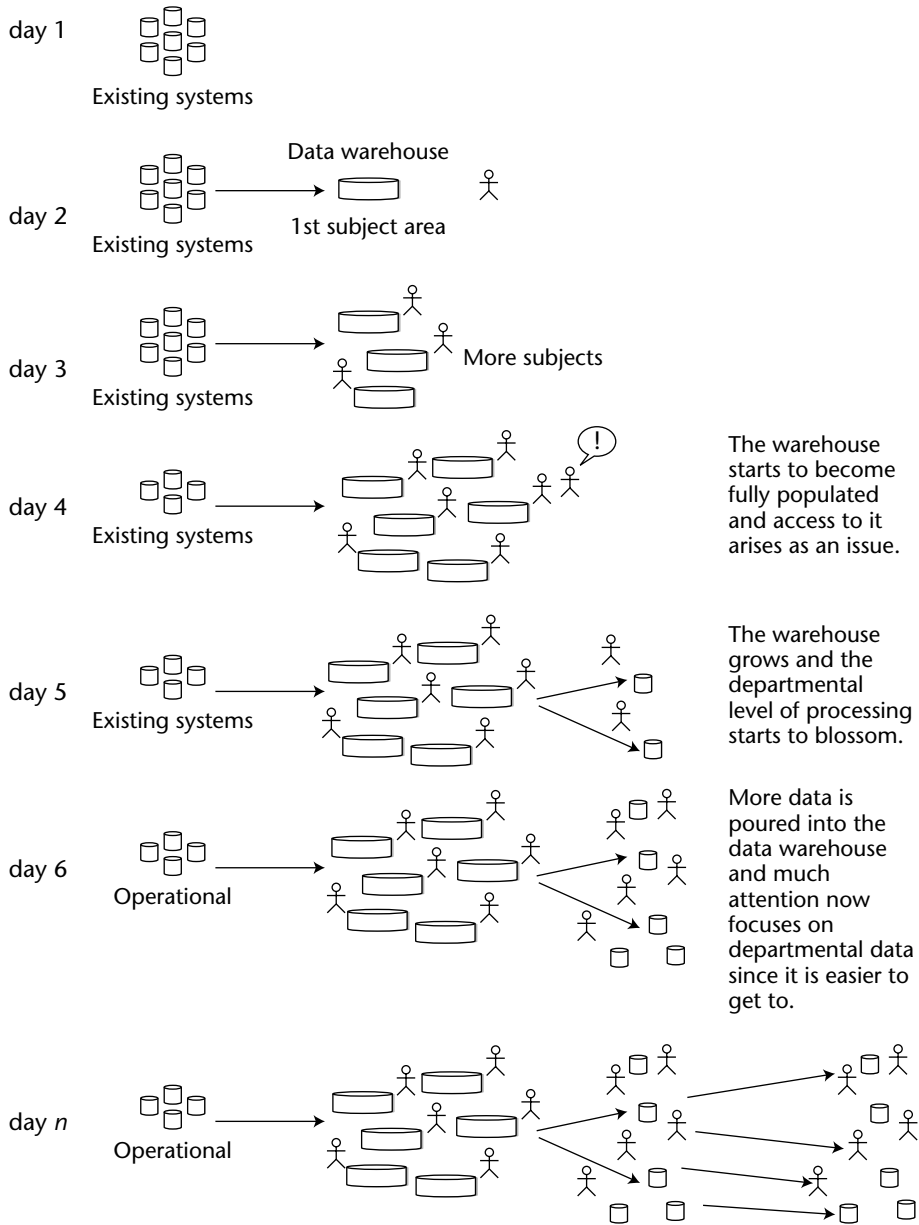 day 1
Existing systems
Data warehouse
day 2
1st subject area
Existing systems
day 3
More subjects
Existing systems
!
day 4
Existing systems
The warehouse
starts to become
fully populated
and access to it
arises as an issue.
day 5
Existing systems
The warehouse
grows and the
departmental
level of processing
starts to blossom.
day 6
Operational
More data is
poured into the
data warehouse
and much
attention now
focuses on
departmental data
since it is easier to
get to.
day n
Operational